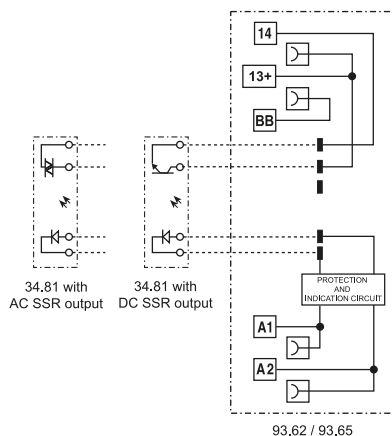 14
13+
BB
PROTECTION
AND
INDICATION CIRCUIT
A1
A2
34.81 with
AC SSR output
34.81 with
DC SSR output
93.62 / 93.65